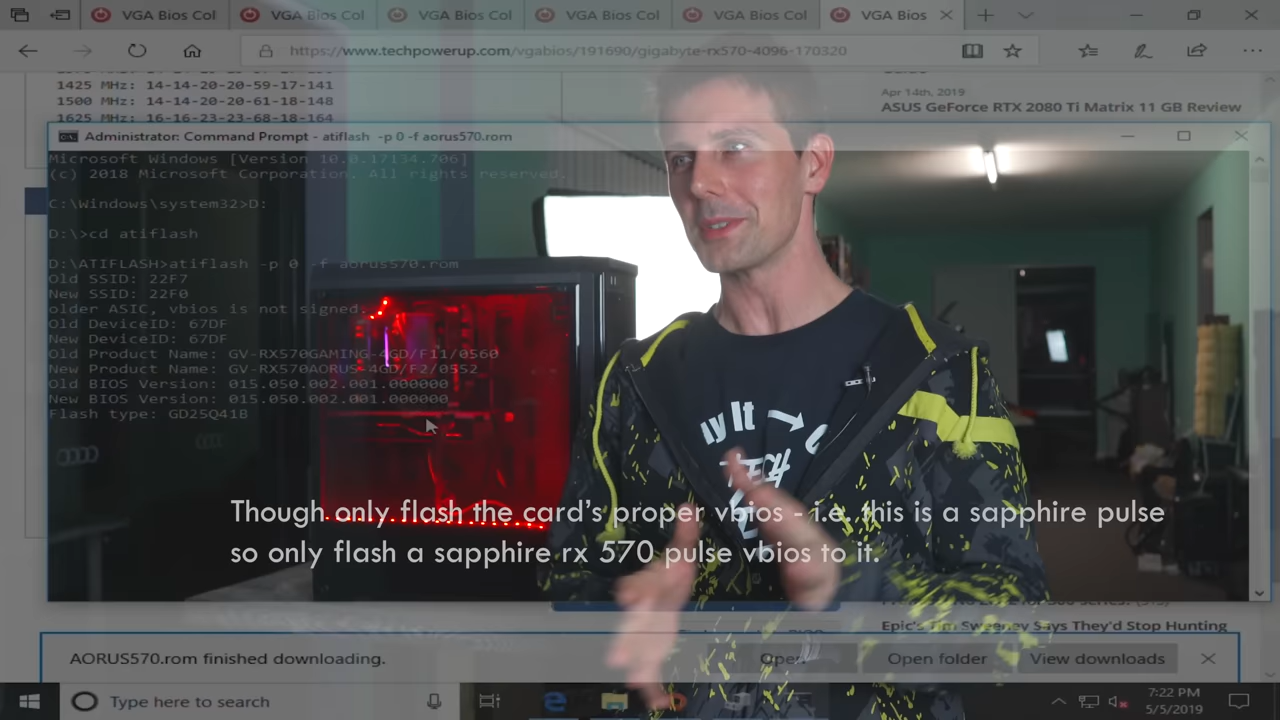 VGA Bios Col
VGA Bios Col
VGA Bios Col
VGA Bios Col
VGA Bios Col
VGA Bios
https://www.techpowerup.com/vgabios/191690/gigabyte-rx570-4096-170320
1425 MHz: 14-14-20-20-59-17-141
1500 MHz: 14-14-20-20-61-18-148
1625 MHz: 16-16-23-23-68-18-164
Apr 14th, 2019
ASUS GeForce RTX 2080 Ti Matrix 11 GB Review
Administrator: Command Prompt - atiflash -p 0 -f aorus570.rom
Microsoft Windows [Version 10.0.17134.706]
(c) 2018 Microsoft Corporation. All rights reserved.
C:\Windows\system32>D:
D:\>cd atiflash
D:\ATIFLASH>atiflash -p 0 -f aorus570.rom
Old SSID: 22F7
New SSID: 22F0
older ASIC, vbios is not signed.
Old DeviceID: 67DF
New DeviceID: 67DF
Old Product Name: GV-RX570GAMING-4GD/F11/0560
New Product Name: GV-RX570AORUS-4GD/F2/0552
Old BIOS Version: 015.050.002.001.000000
New BIOS Version: 015.050.002.001.000000
Flash type: GD25Q41B
It
TECH
Though only flash the card's proper vbios - i.e. this is a sapphire pulse
so only flash a sapphire rx 570 pulse vbios to it.
Epic's Tim Sweeney Says They'd Stop Hunting
AORUS570.rom finished downloading.
Open
Open folder
View downloads
Type here to search
7:22 PM
5/5/2019